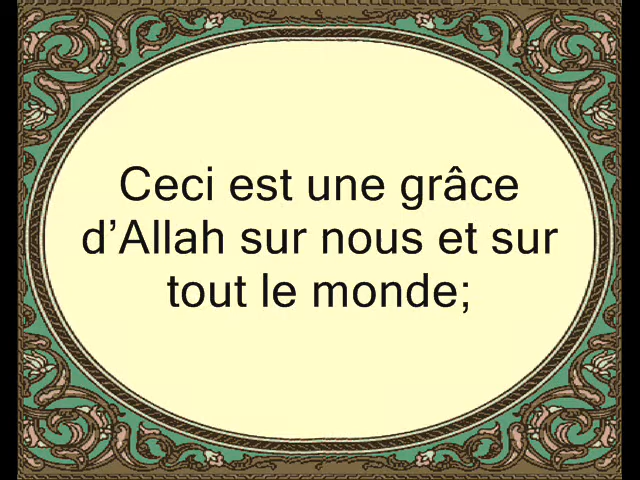 Ceci est une grâce
d’Allah sur nous et sur
tout le monde;